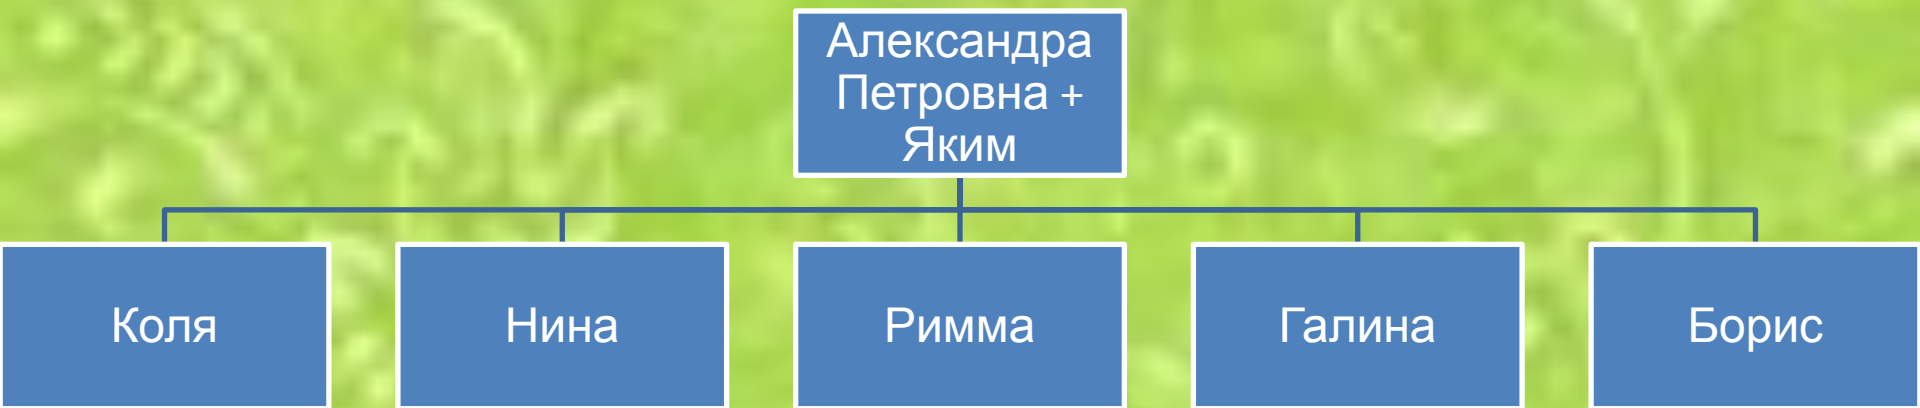 Александра
Петровна +
Яким
Коля
Нина
Римма
Галина
Борис